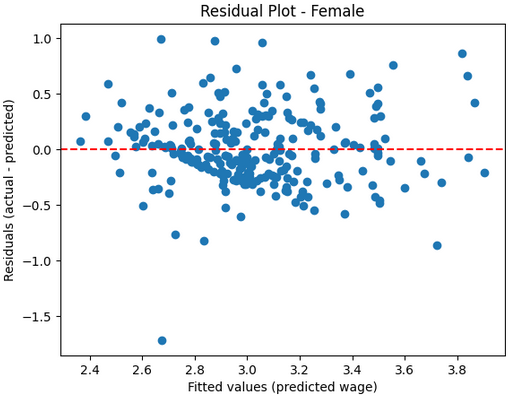 Residual Plot - Female
Residuals (actual - predicted)
1.0
0.5
0.0
−0.5
−1.0
−1.5
2.4 2.6 2.8 3.0 3.2 3.4 3.6 3.8
Fitted values (predicted wage)